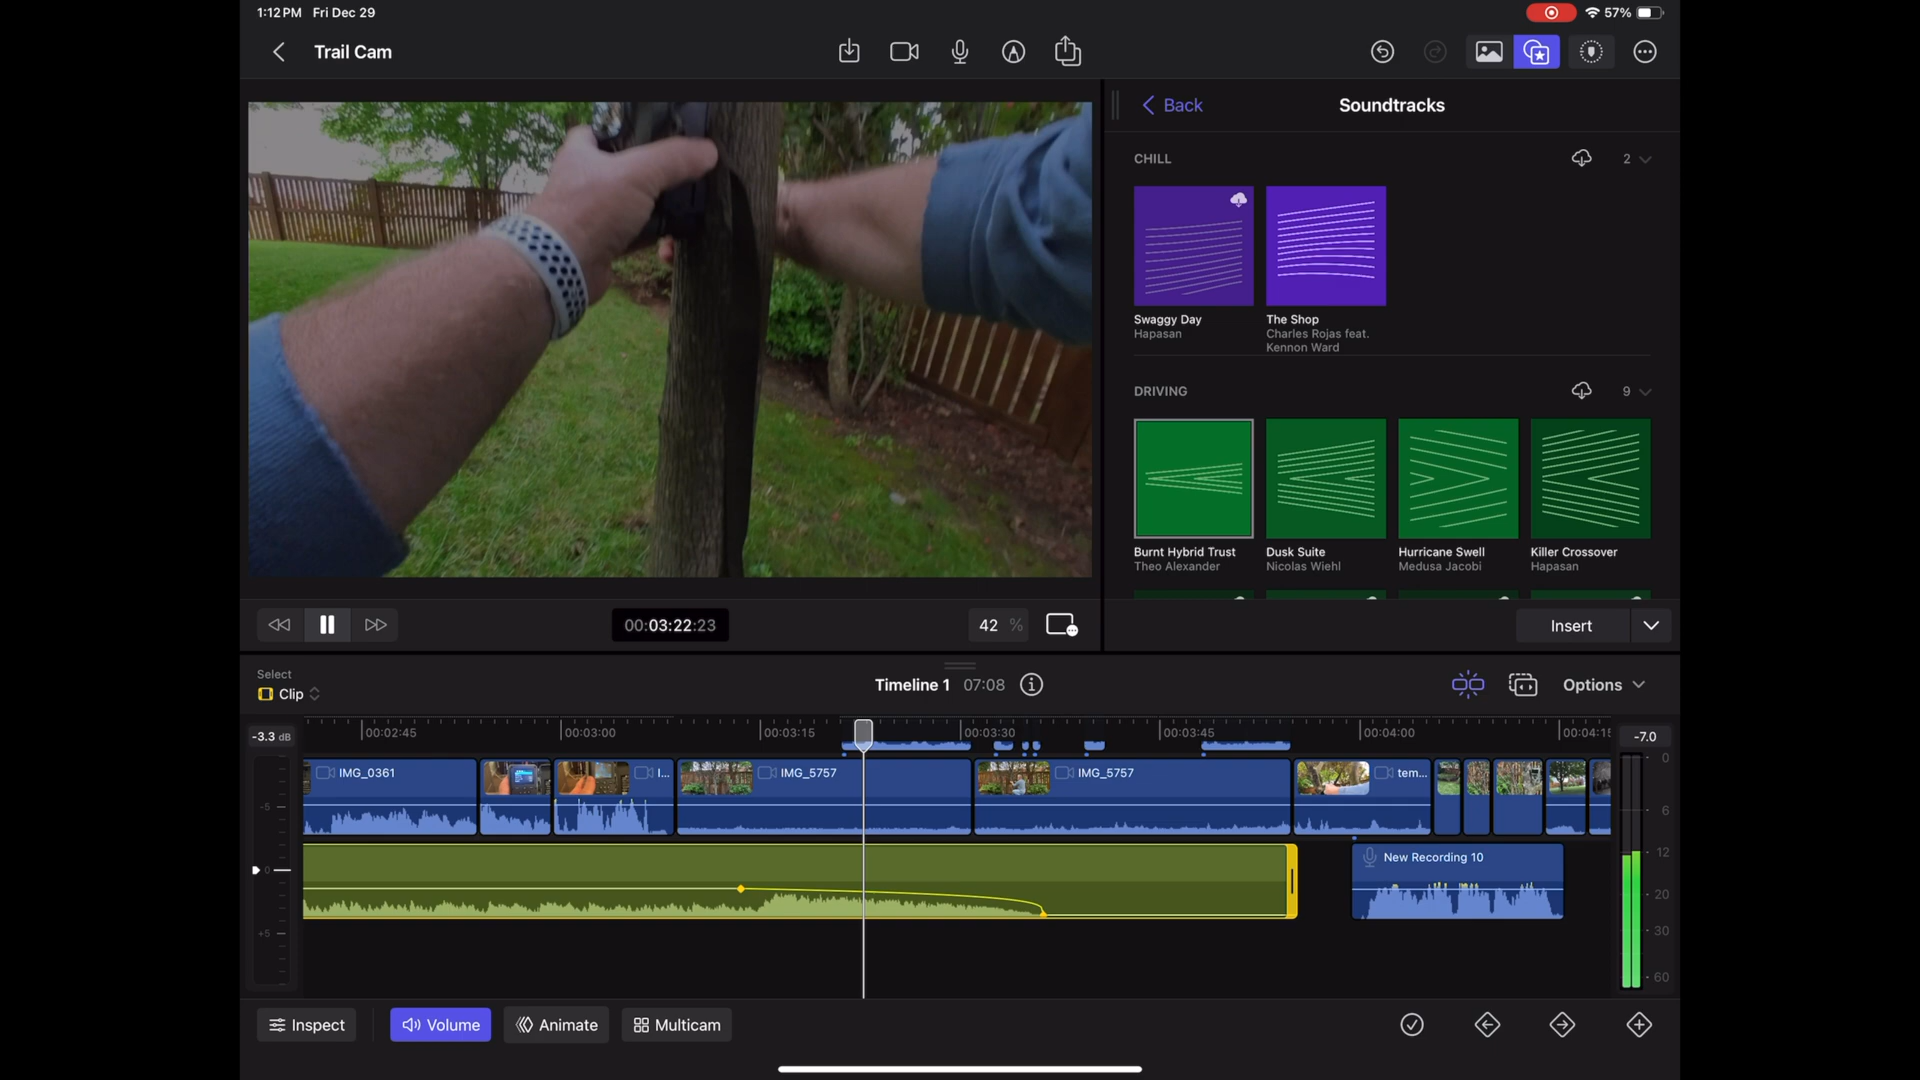 1:12 PM Fri Dec 29
57%
Trail Cam
Back
Soundtracks
CHILL
2
Swaggy Day
Hapasan
The Shop
Charles Rojas feat.
Kennon Ward
DRIVING
9
Burnt Hybrid Trust
Theo Alexander
Dusk Suite
Nicolas Wiehl
Hurricane Swell
Medusa Jacobi
Killer Crossover
Hapasan
00:03:22:23
42 %
Insert
Select
Clip
Timeline 1 07:08
Options
-3.3 dB
00:02:45
00:03:00
00:03:15
00:03:30
00:03:45
00:04:00
00:04:15
-7.0
IMG_0361
I...
IMG_5757
IMG_5757
tem...
New Recording 10
-5
0
+5
0
6
12
20
30
60
Inspect
Volume
Animate
Multicam